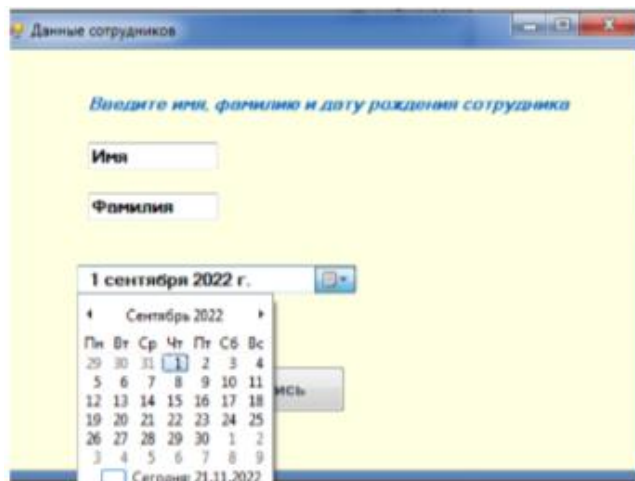 Данные сотрудников
Введите имя, фамилию и дату рождения сотрудника
Имя
Фамилия
1 сентября 2022 г.
Сентябрь 2022
Пн Вт Ср Чт Пт Сб Вс
29 30 31 1 2 3 4
5 6 7 8 9 10 11
12 13 14 15 16 17 18
19 20 21 22 23 24 25
26 27 28 29 30 1 2
3 4 5 6 7 8 9
Сегодня: 21.11.2022